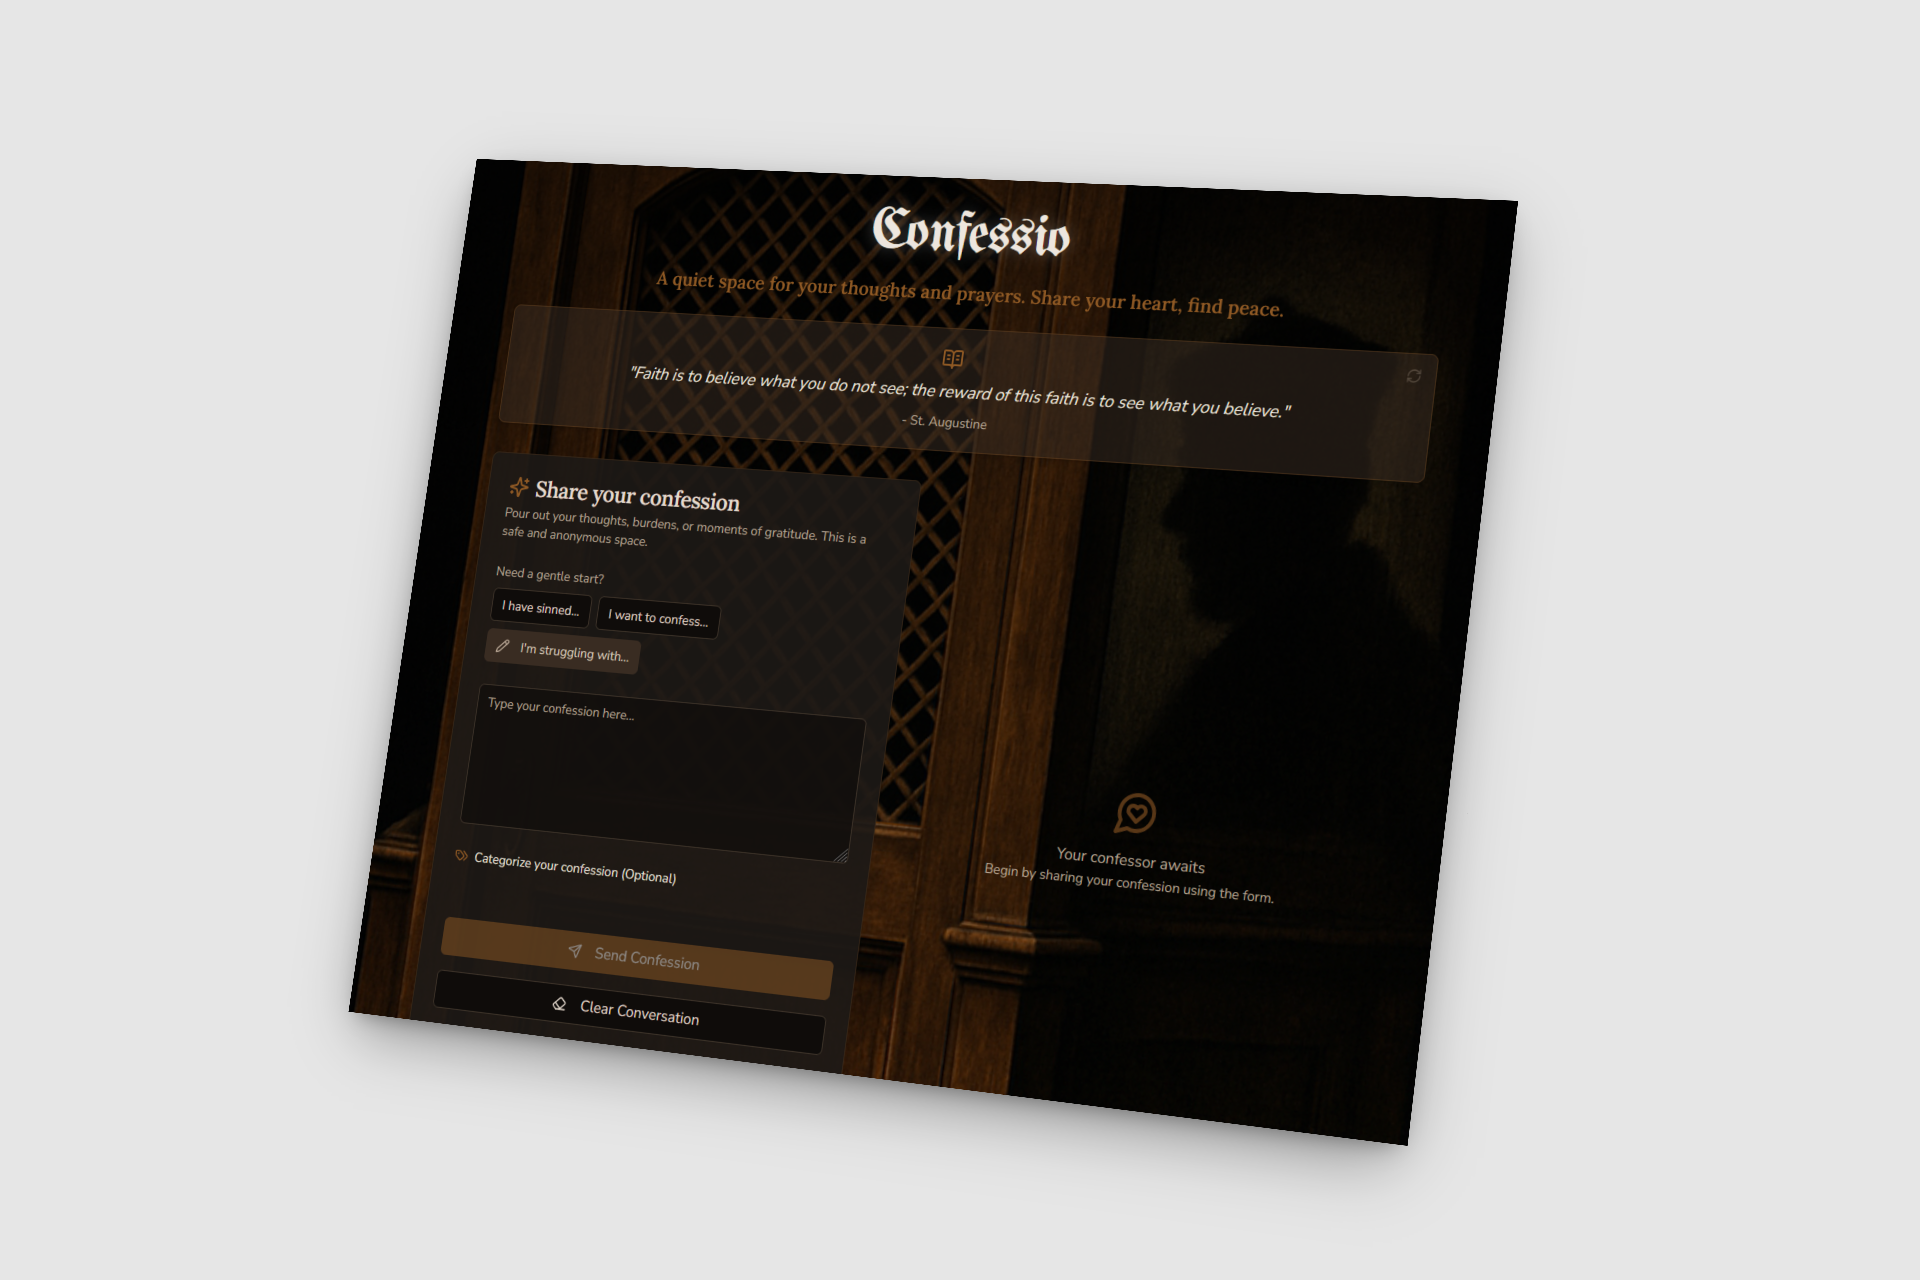 Confessio
A quiet space for your thoughts and prayers. Share your heart, find peace.
"Faith is to believe what you do not see; the reward of this faith is to see what you believe."
- St. Augustine
Share your confession
Pour out your thoughts, burdens, or moments of gratitude. This is a
safe and anonymous space.
Need a gentle start?
I have sinned...
I want to confess...
I'm struggling with...
Type your confession here...
Categorize your confession (Optional)
Send Confession
Clear Conversation
Your confessor awaits
Begin by sharing your confession using the form.